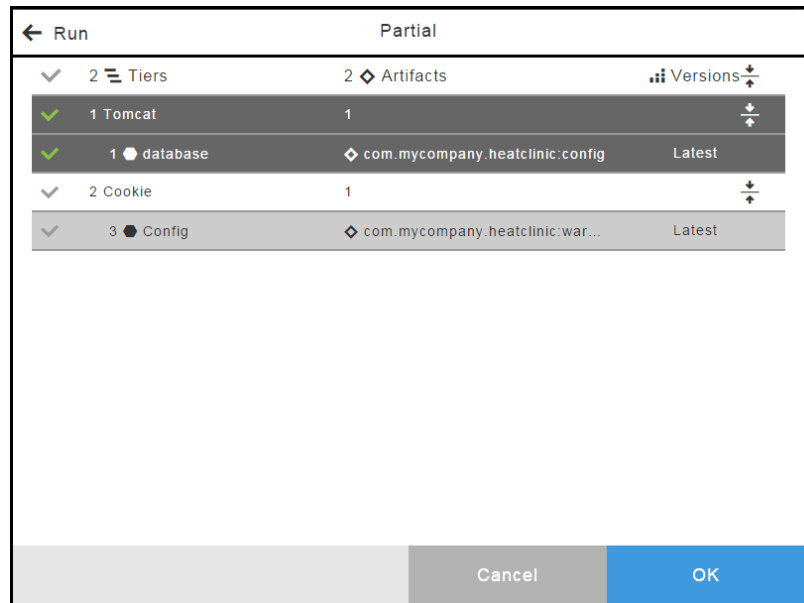 Run Partial
2 Tiers 2 Artifacts Versions
1 Tomcat 1
1 database com.mycompany.heatclinic:config Latest
2 Cookie 1
3 Config com.mycompany.heatclinic:war... Latest
Cancel OK